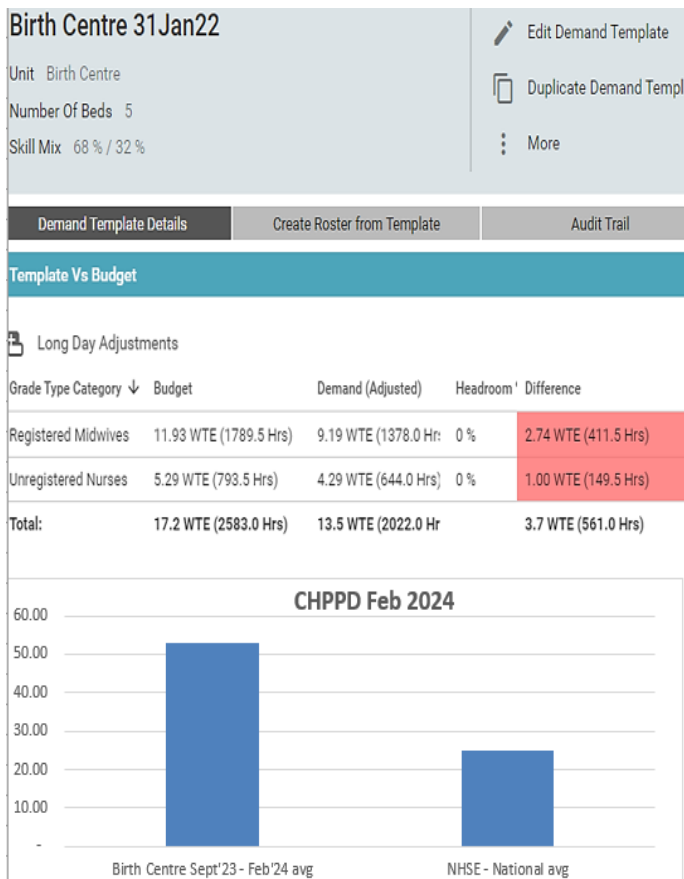 Birth Centre 31Jan22
Unit Birth Centre
Number Of Beds 5
Skill Mix 68 % / 32 %
Edit Demand Template
Duplicate Demand Templ
More
Demand Template Details Create Roster from Template Audit Trail
Template Vs Budget
Long Day Adjustments
Grade Type Category ↓ Budget Demand (Adjusted) Headroom ' Difference
Registered Midwives 11.93 WTE (1789.5 Hrs) 9.19 WTE (1378.0 Hr: 0 % 2.74 WTE (411.5 Hrs)
Unregistered Nurses 5.29 WTE (793.5 Hrs) 4.29 WTE (644.0 Hrs) 0 % 1.00 WTE (149.5 Hrs)
Total: 17.2 WTE (2583.0 Hrs) 13.5 WTE (2022.0 Hr 3.7 WTE (561.0 Hrs)
CHPPD Feb 2024
60.00
50.00
40.00
30.00
20.00
10.00
-
Birth Centre Sept'23 - Feb'24 avg NHSE - National avg